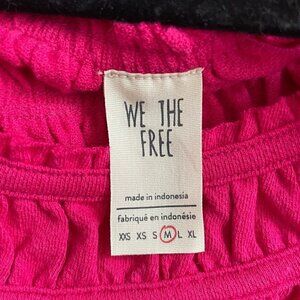 WE THE
FREE
made in indonesia
fabriqué en indonésie
XXS XS S M L XL